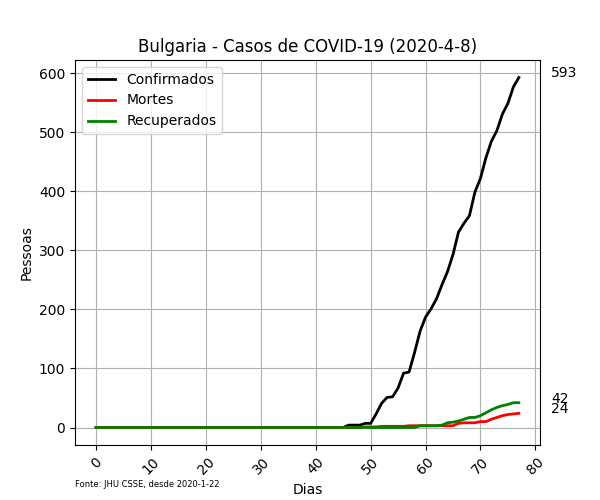 Bulgaria - Casos de COVID-19 (2020-4-8)
Confirmados
Mortes
Recuperados
593
42
24
600
500
400
300
200
100
0
Pessoas
0 10 20 30 40 50 60 70 80
Dias
Fonte: JHU CSSE, desde 2020-1-22